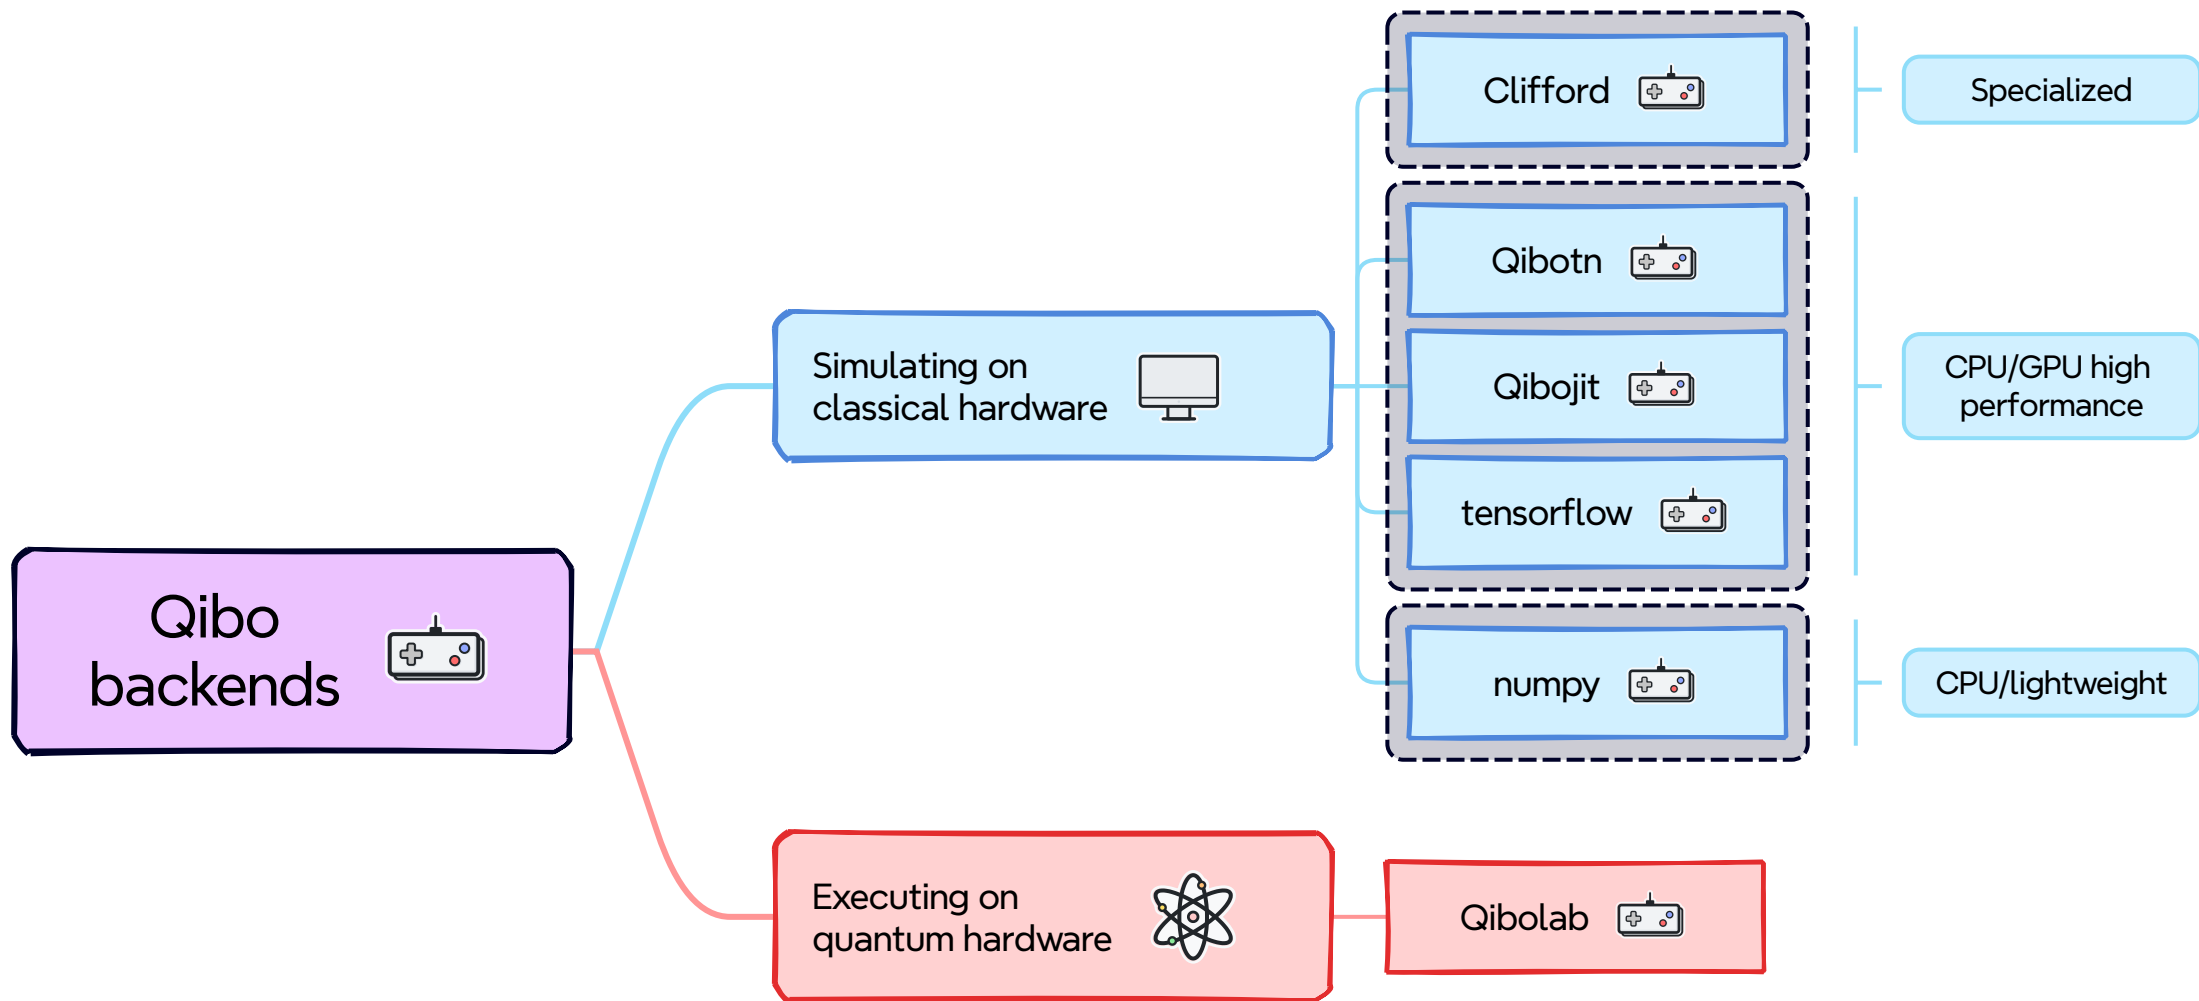 Qibo
backends
Simulating on
classical hardware
Clifford
Qibotn
Qibojit
tensorflow
numpy
Specialized
CPU/GPU high
performance
CPU/lightweight
Executing on
quantum hardware
Qibolab